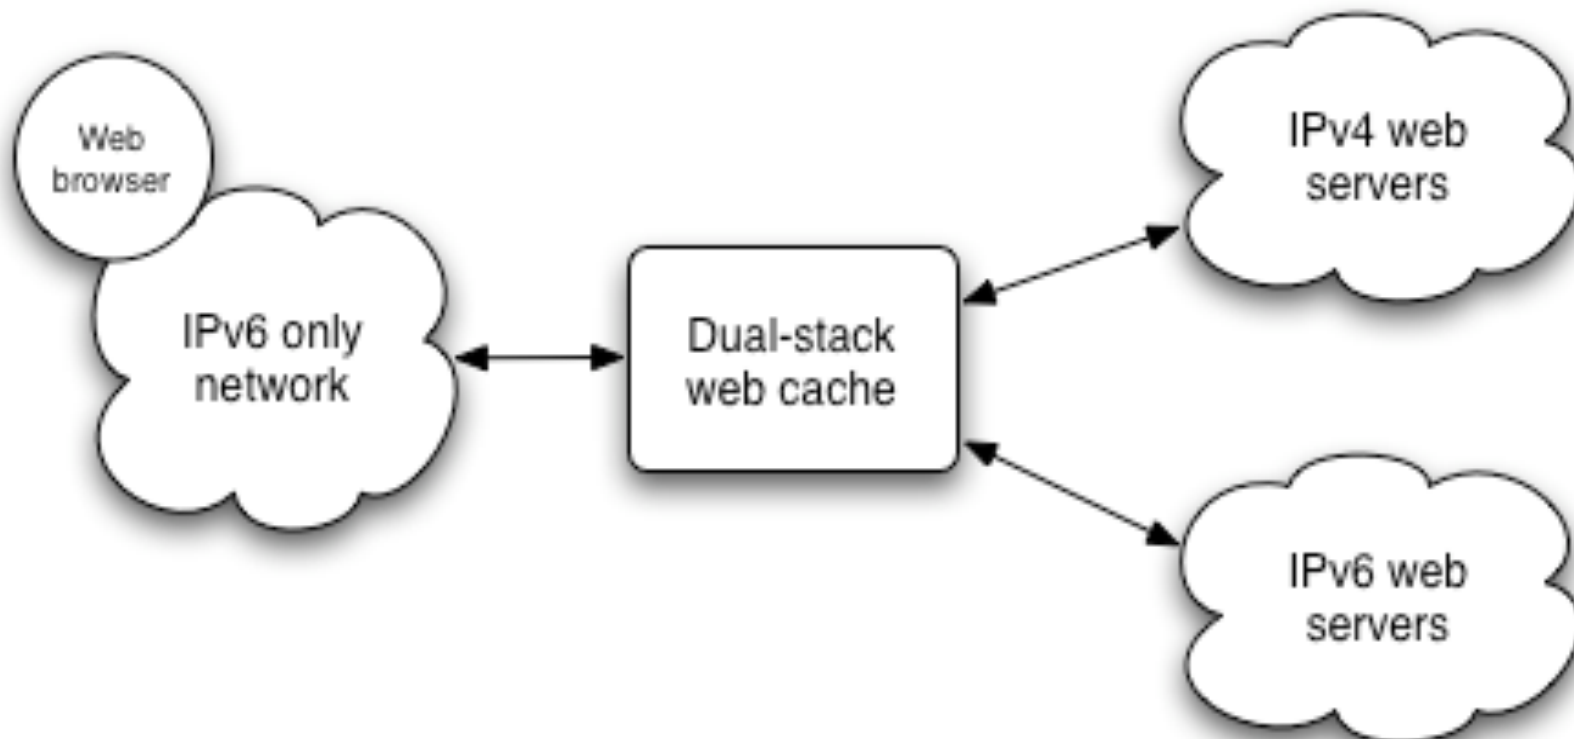 Web
browser
IPv6 only
network
Dual-stack
web cache
IPv4 web
servers
IPv6 web
servers